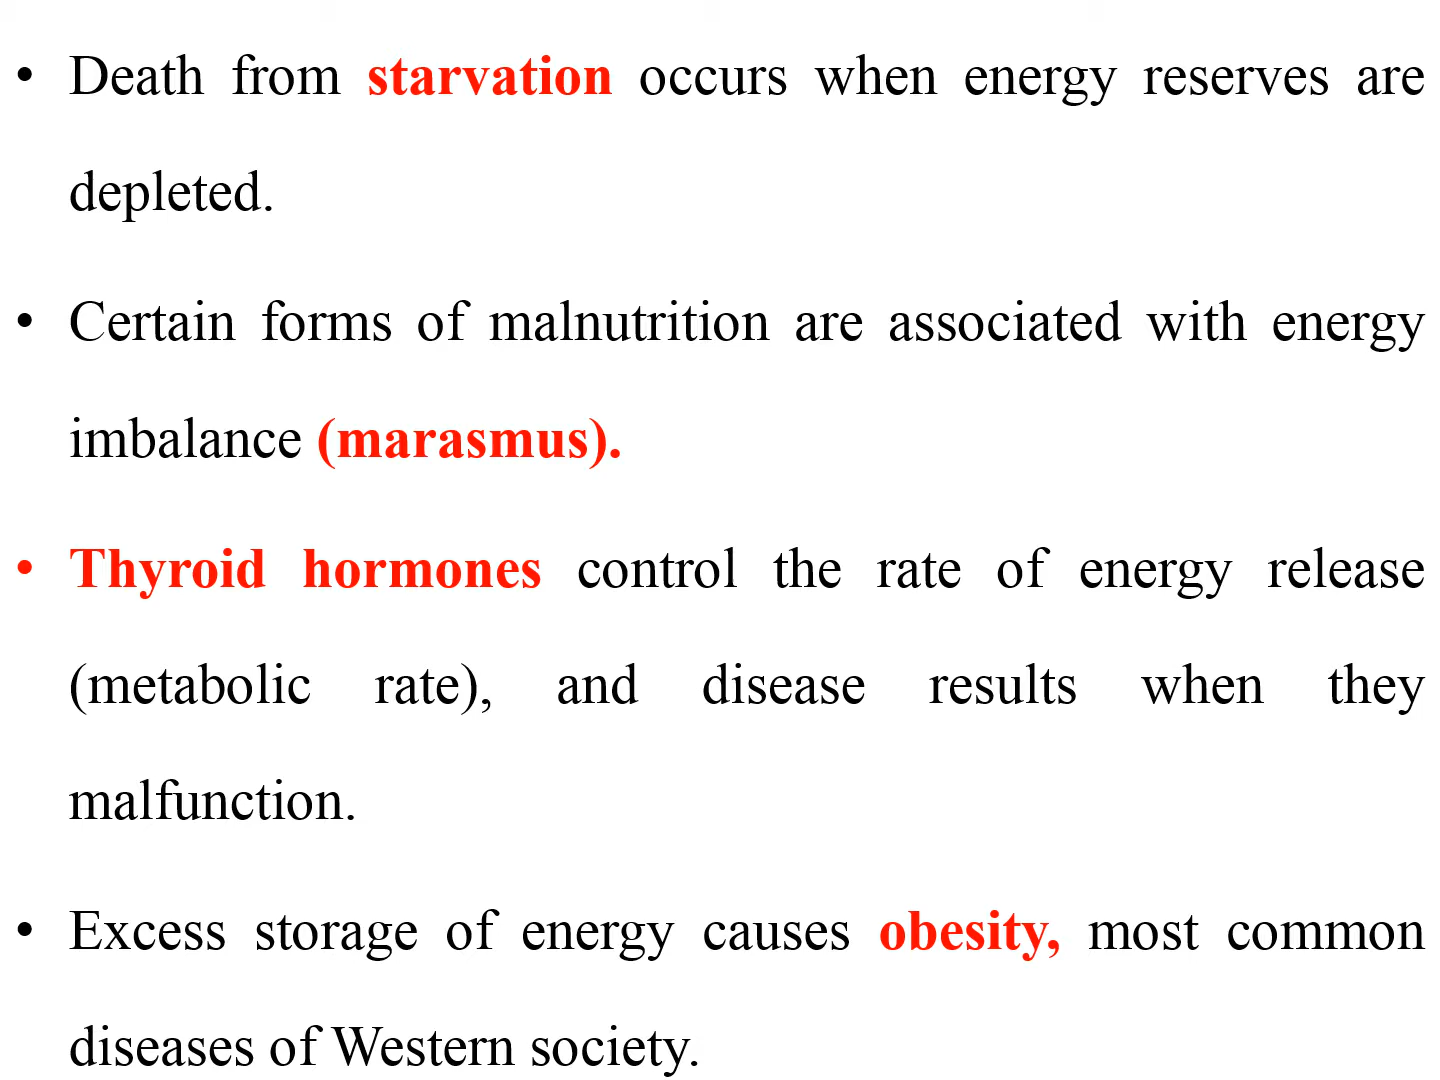 • Death from starvation occurs when energy reserves are
depleted.
• Certain forms of malnutrition are associated with energy
imbalance (marasmus).
• Thyroid hormones control the rate of energy release
(metabolic rate), and disease results when they
malfunction.
• Excess storage of energy causes obesity, most common
diseases of Western society.